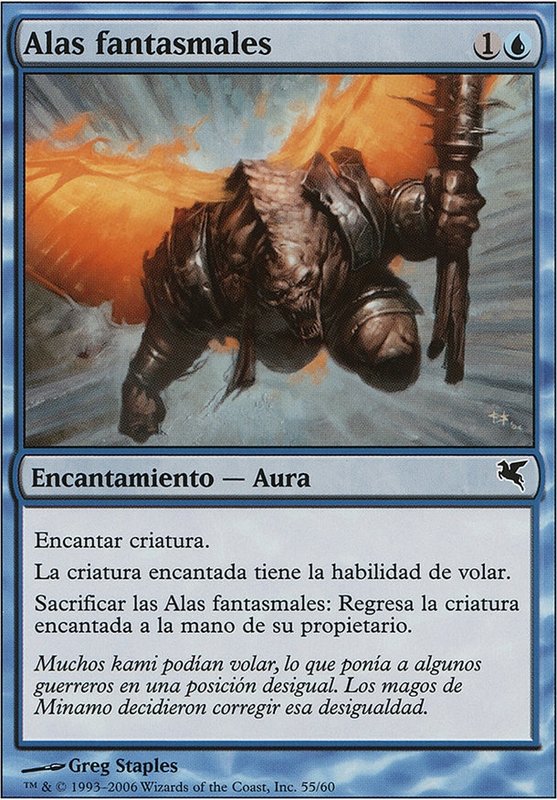 Alas fantasmales 1
Encantamiento — Aura
Encantar criatura.
La criatura encantada tiene la habilidad de volar.
Sacrificar las Alas fantasmales: Regresa la criatura
encantada a la mano de su propietario.
Muchos kami podían volar, lo que ponía a algunos
guerreros en una posición desigual. Los magos de
Minamo decidieron corregir esa desigualdad.
Greg Staples
™ & © 1993–2006 Wizards of the Coast, Inc. 55/60